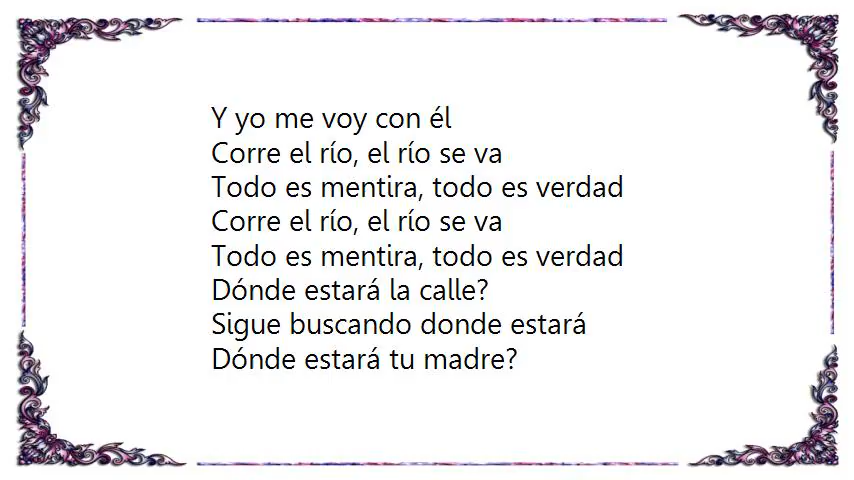 Y yo me voy con él
Corre el río, el río se va
Todo es mentira, todo es verdad
Corre el río, el río se va
Todo es mentira, todo es verdad
Dónde estará la calle?
Sigue buscando donde estará
Dónde estará tu madre?